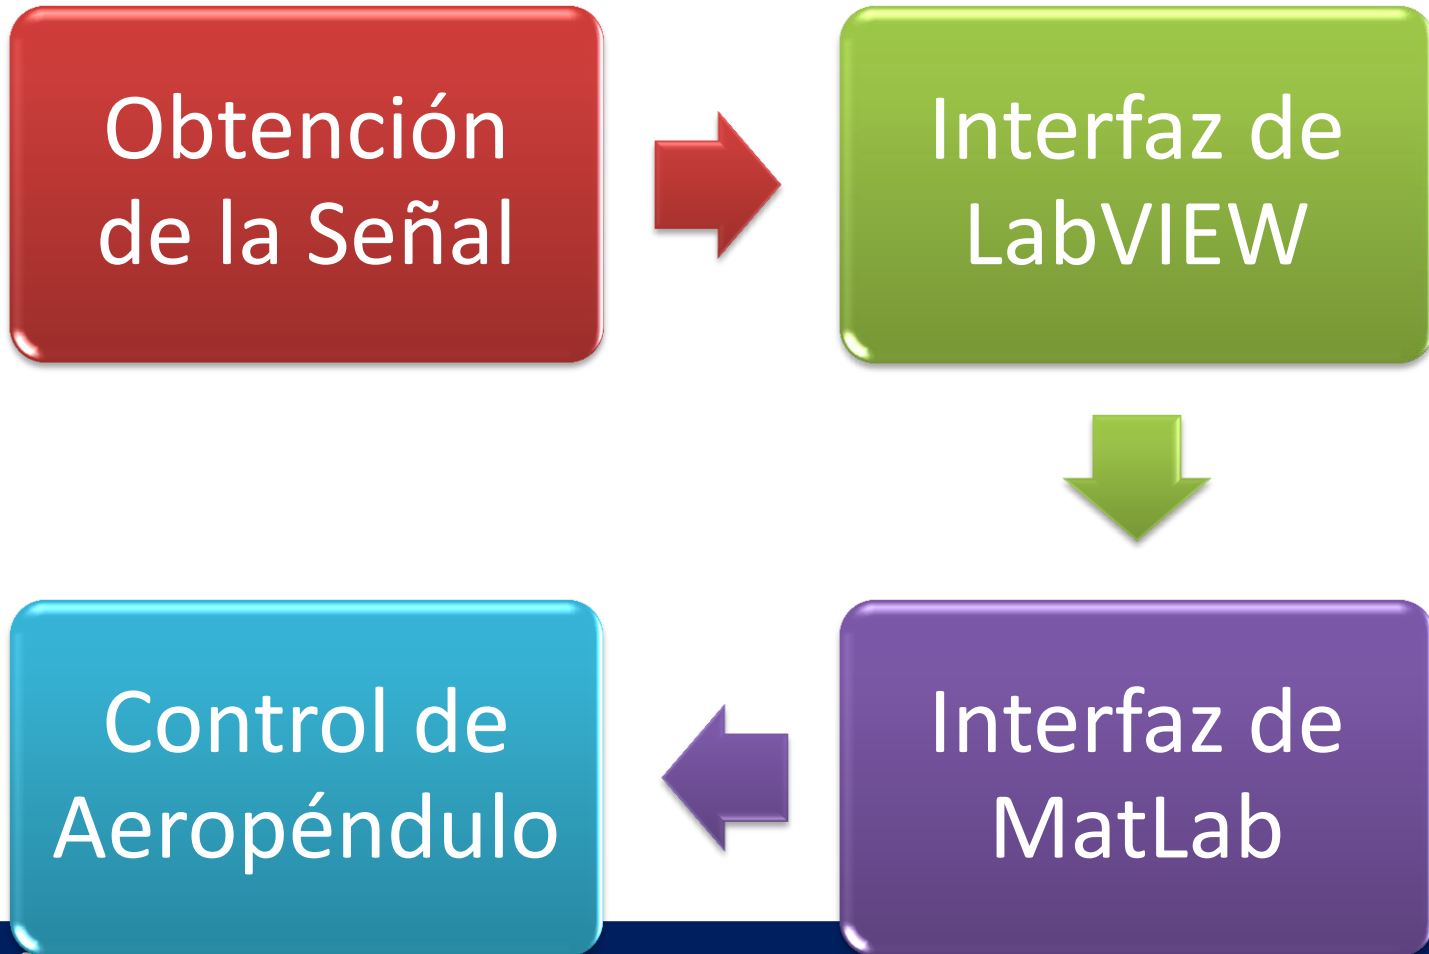 Obtención
de la Señal
Interfaz de
LabVIEW
Interfaz de
MatLab
Control de
Aeropéndulo